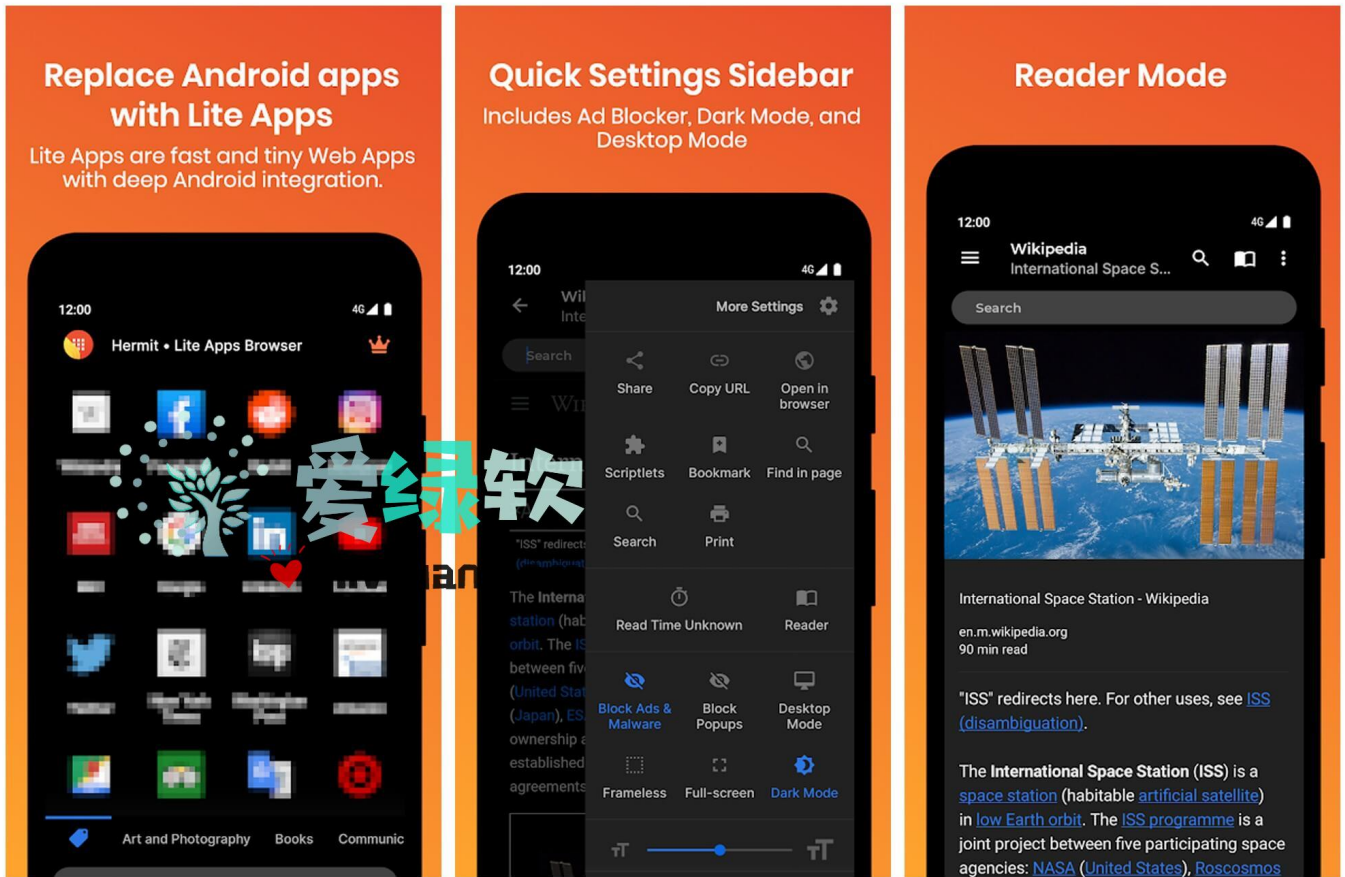 Replace Android apps
with Lite Apps
Lite Apps are fast and tiny Web Apps
with deep Android integration.
12:00
4G
Hermit • Lite Apps Browser
爱绿软
Art and Photography
Books
Communic
Quick Settings Sidebar
Includes Ad Blocker, Dark Mode, and
Desktop Mode
12:00
4G
Wil
Inte
Search
"ISS" redirects
The Interna
station (hab
orbit. The IS
between fiv
(United Stat
(Japan), ES
ownership a
established
agreements
More Settings
Share
Copy URL
Open in
browser
Scriptlets
Bookmark
Find in page
Search
Print
Read Time Unknown
Reader
Block Ads &
Malware
Block
Popups
Desktop
Mode
Frameless
Full-screen
Dark Mode
Reader Mode
12:00
4G
Wikipedia
International Space S...
Search
International Space Station - Wikipedia
en.m.wikipedia.org
90 min read
"ISS" redirects here. For other uses, see ISS
(disambiguation).
The International Space Station (ISS) is a
space station (habitable artificial satellite)
in low Earth orbit. The ISS programme is a
joint project between five participating space
agencies: NASA (United States), Roscosmos